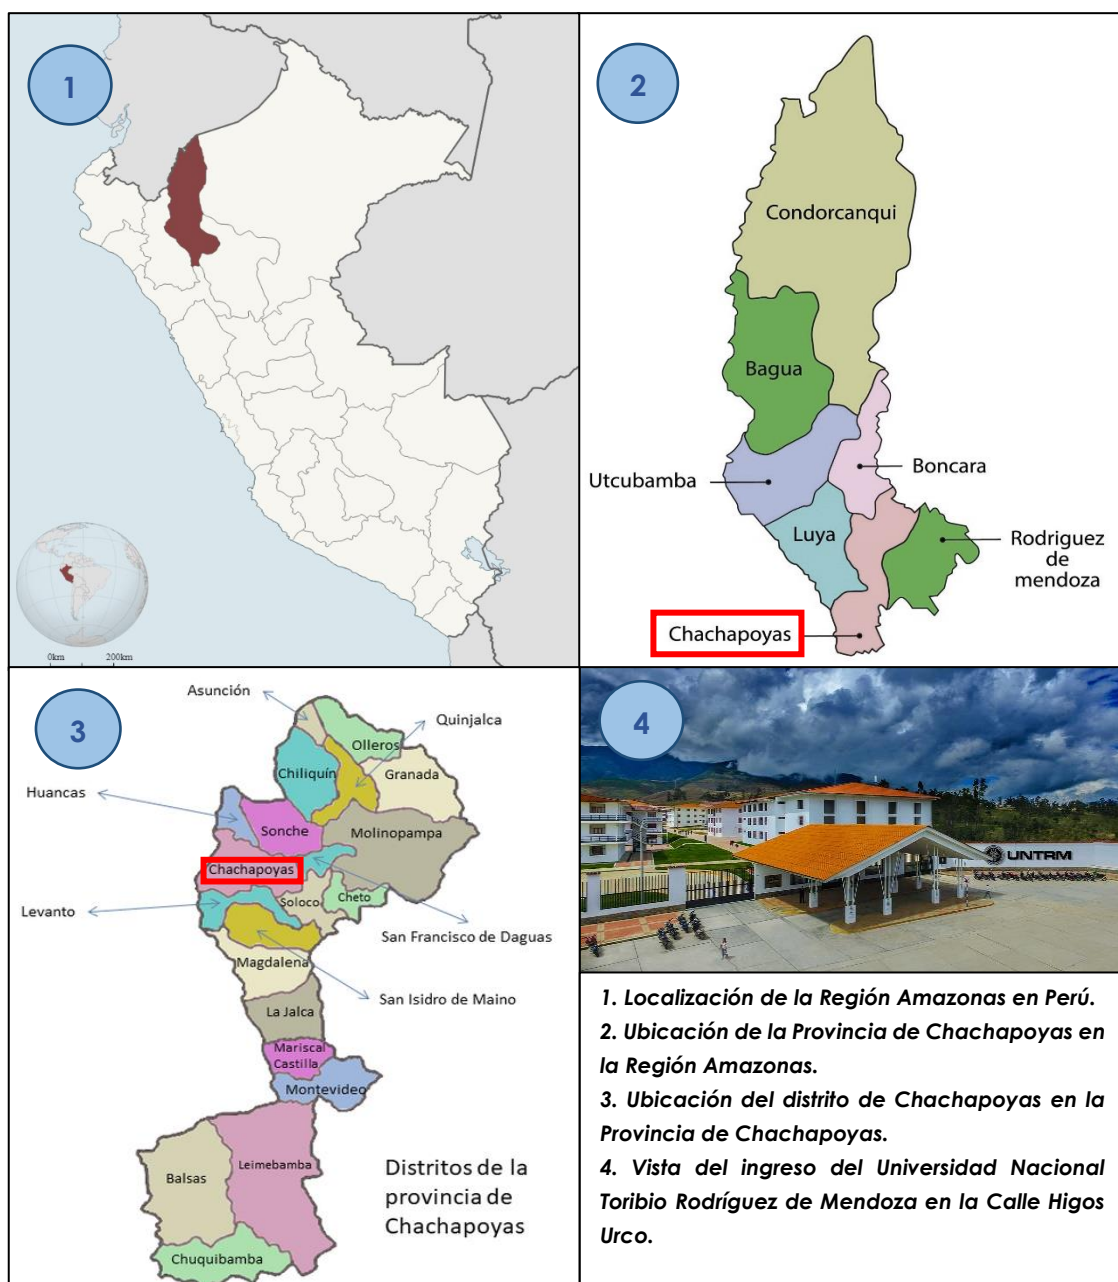 1
0km 200km
2
Condorcanqui
Bagua
Boncara
Utcubamba
Luya
Rodriguez
de
mendoza
Chachapoyas
3
Asunción
Quinjalca
Olleros
Chiliquín
Granada
Huancas
Sonche
Molinopampa
Chachapoyas
Levanto
Soloco
Cheto
San Francisco de Daguas
Magdalena
San Isidro de Maino
La Jalca
Mariscal
Castilla
Montevideo
Balsas
Leimebamba
Chuquibamba
Distritos de la
provincia de
Chachapoyas
4
UNTRM
1. Localización de la Región Amazonas en Perú.
2. Ubicación de la Provincia de Chachapoyas en
la Región Amazonas.
3. Ubicación del distrito de Chachapoyas en la
Provincia de Chachapoyas.
4. Vista del ingreso del Universidad Nacional
Toribio Rodríguez de Mendoza en la Calle Higos
Urco.